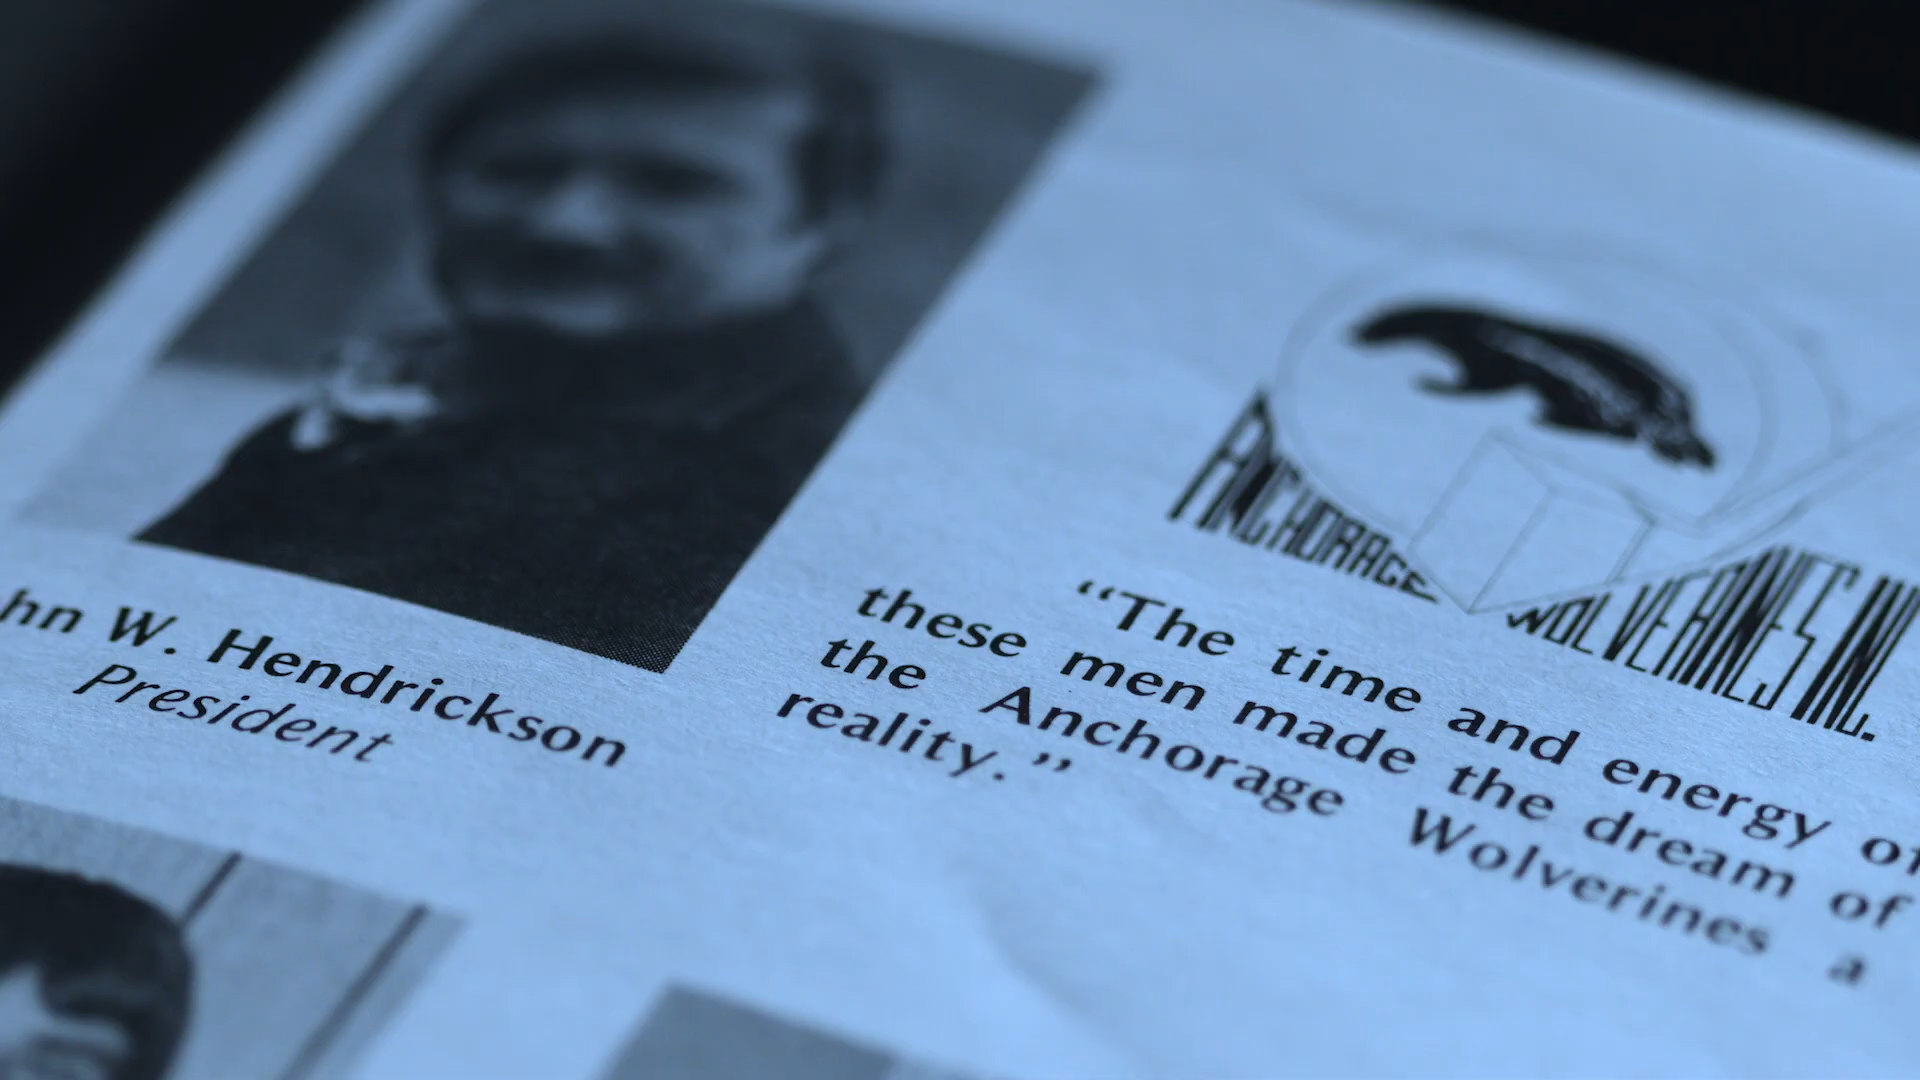 hn W. Hendrickson
President
ANCHORAGE WOLVERINES INC.
“The time and energy of
these men made the dream of
the Anchorage Wolverines a
reality.”